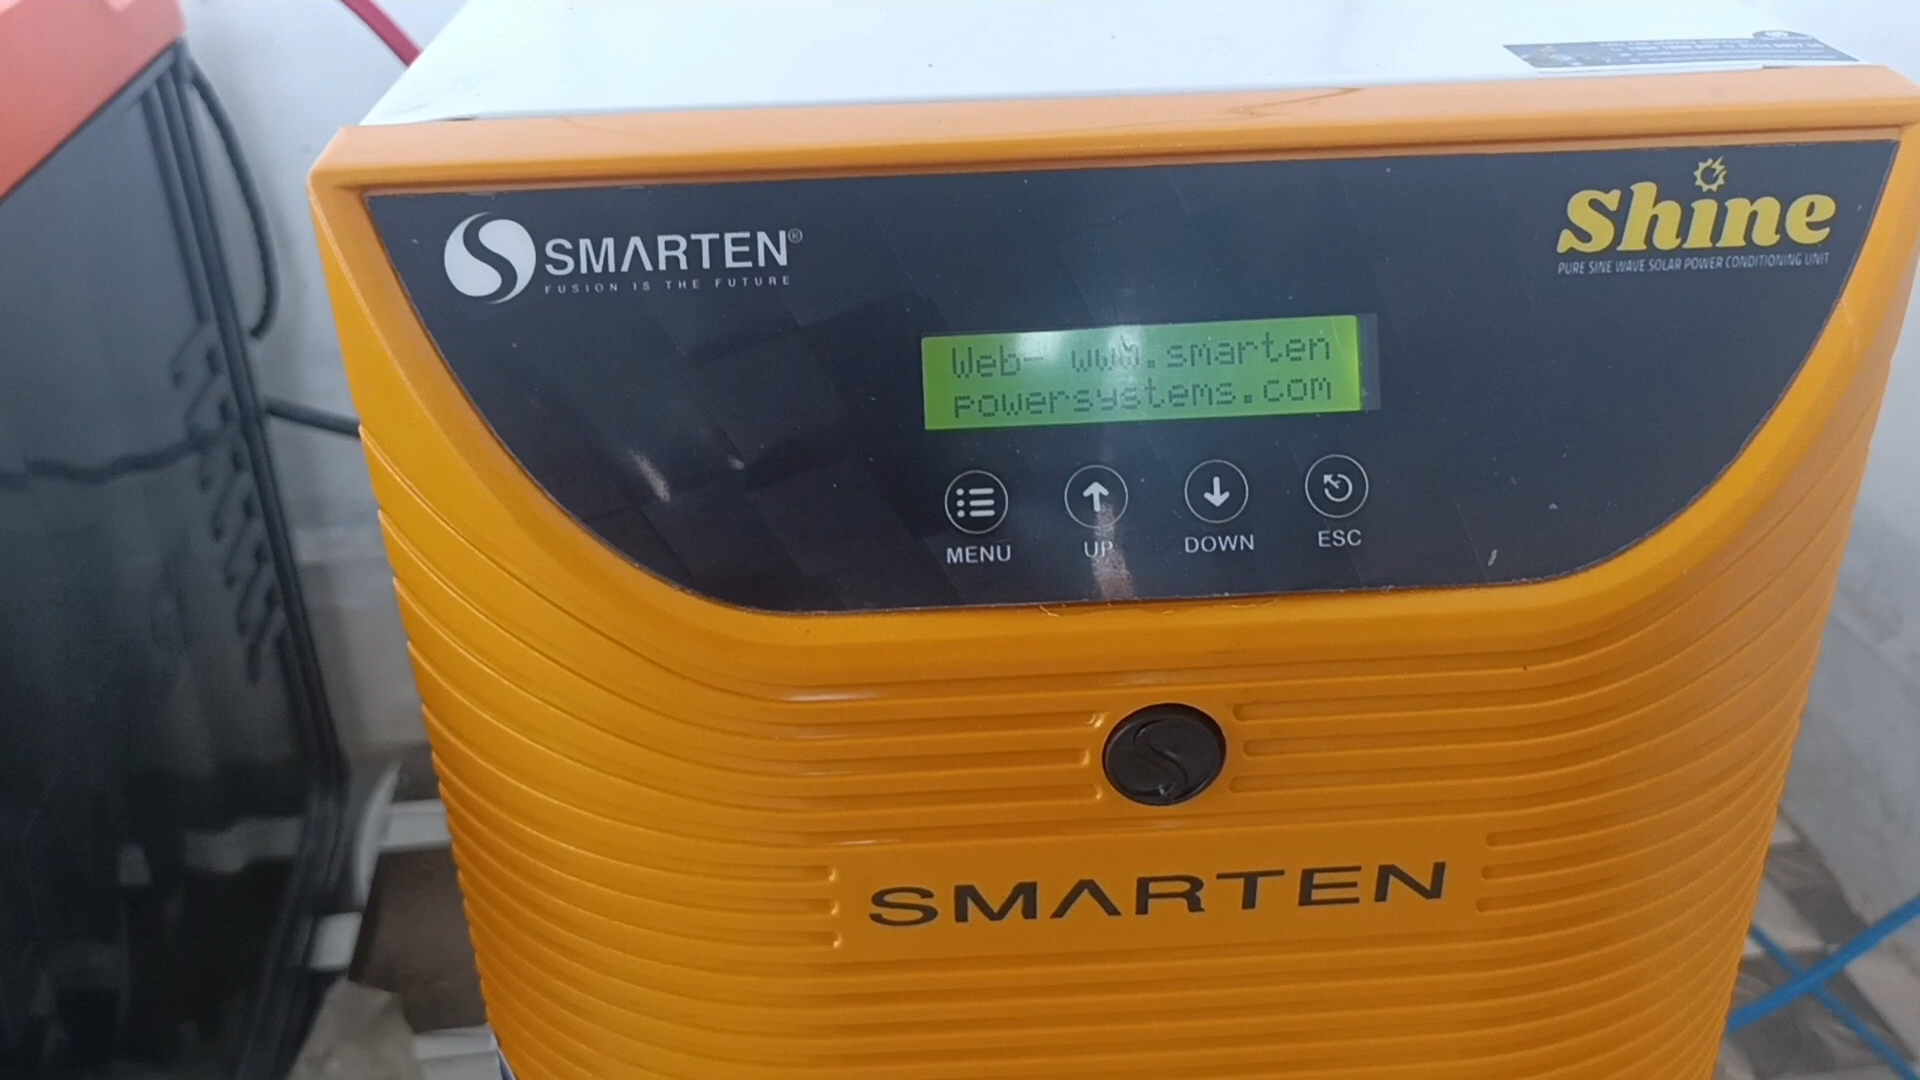 SMARTEN®
FUSION IS THE FUTURE
Shine
PURE SINE WAVE SOLAR POWER CONDITIONING UNIT
Web- www.smarten
powersystems.com
MENU
UP
DOWN
ESC
SMARTEN